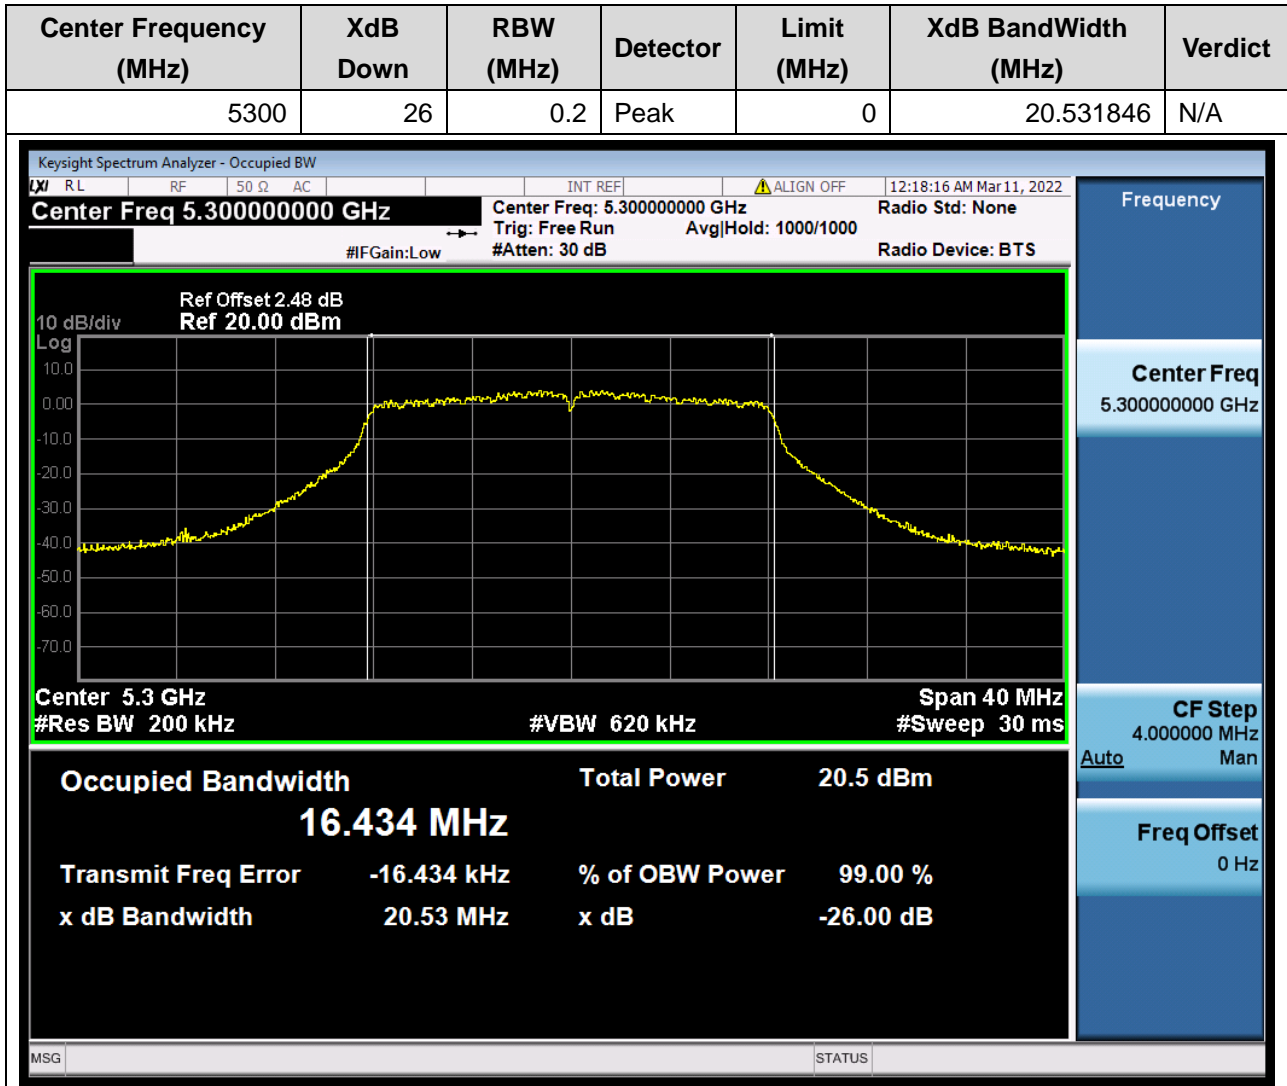 Center Frequency (MHz) XdB Down RBW (MHz) Detector Limit (MHz) XdB BandWidth (MHz) Verdict
5300 26 0.2 Peak 0 20.531846 N/A
Keysight Spectrum Analyzer - Occupied BW
LXI RL RF 50 Ω AC INT REF ALIGN OFF 12:18:16 AM Mar 11, 2022
Center Freq 5.300000000 GHz Center Freq: 5.300000000 GHz Radio Std: None
Trig: Free Run Avg|Hold: 1000/1000
#IFGain:Low #Atten: 30 dB Radio Device: BTS
Frequency
Ref Offset 2.48 dB
10 dB/div Ref 20.00 dBm
Log
10.0
0.00
-10.0
-20.0
-30.0
-40.0
-50.0
-60.0
-70.0
Center 5.3 GHz Span 40 MHz
#Res BW 200 kHz #VBW 620 kHz #Sweep 30 ms
Occupied Bandwidth Total Power 20.5 dBm
16.434 MHz
Transmit Freq Error -16.434 kHz % of OBW Power 99.00 %
x dB Bandwidth 20.53 MHz x dB -26.00 dB
Center Freq
5.300000000 GHz
CF Step
4.000000 MHz
Auto Man
Freq Offset
0 Hz
MSG STATUS